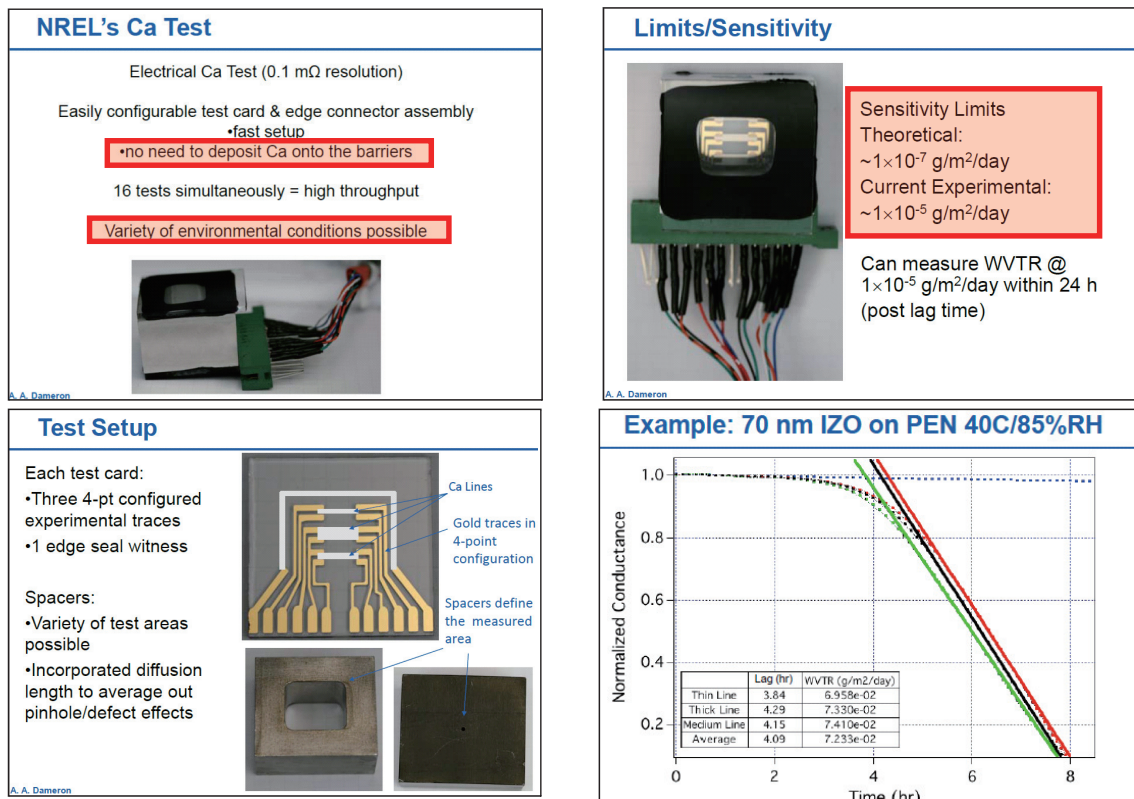 NREL's Ca Test
Electrical Ca Test (0.1 mΩ resolution)
Easily configurable test card & edge connector assembly
•fast setup
•no need to deposit Ca onto the barriers
16 tests simultaneously = high throughput
Variety of environmental conditions possible
A. A. Dameron
Limits/Sensitivity
Sensitivity Limits
Theoretical:
~1×10⁻⁷ g/m²/day
Current Experimental:
~1×10⁻⁵ g/m²/day
Can measure WVTR @
1×10⁻⁵ g/m²/day within 24 h
(post lag time)
A. A. Dameron
Test Setup
Each test card:
•Three 4-pt configured
experimental traces
•1 edge seal witness
Spacers:
•Variety of test areas
possible
•Incorporated diffusion
length to average out
pinhole/defect effects
Ca Lines
Gold traces in
4-point
configuration
Spacers define
the measured
area
A. A. Dameron
Example: 70 nm IZO on PEN 40C/85%RH
Normalized Conductance
1.0
0.8
0.6
0.4
0.2
Lag (hr) WVTR (g/m2/day)
Thin Line 3.84 6.958e-02
Thick Line 4.29 7.330e-02
Medium Line 4.15 7.410e-02
Average 4.09 7.233e-02
0 2 4 6 8
Time (hr)